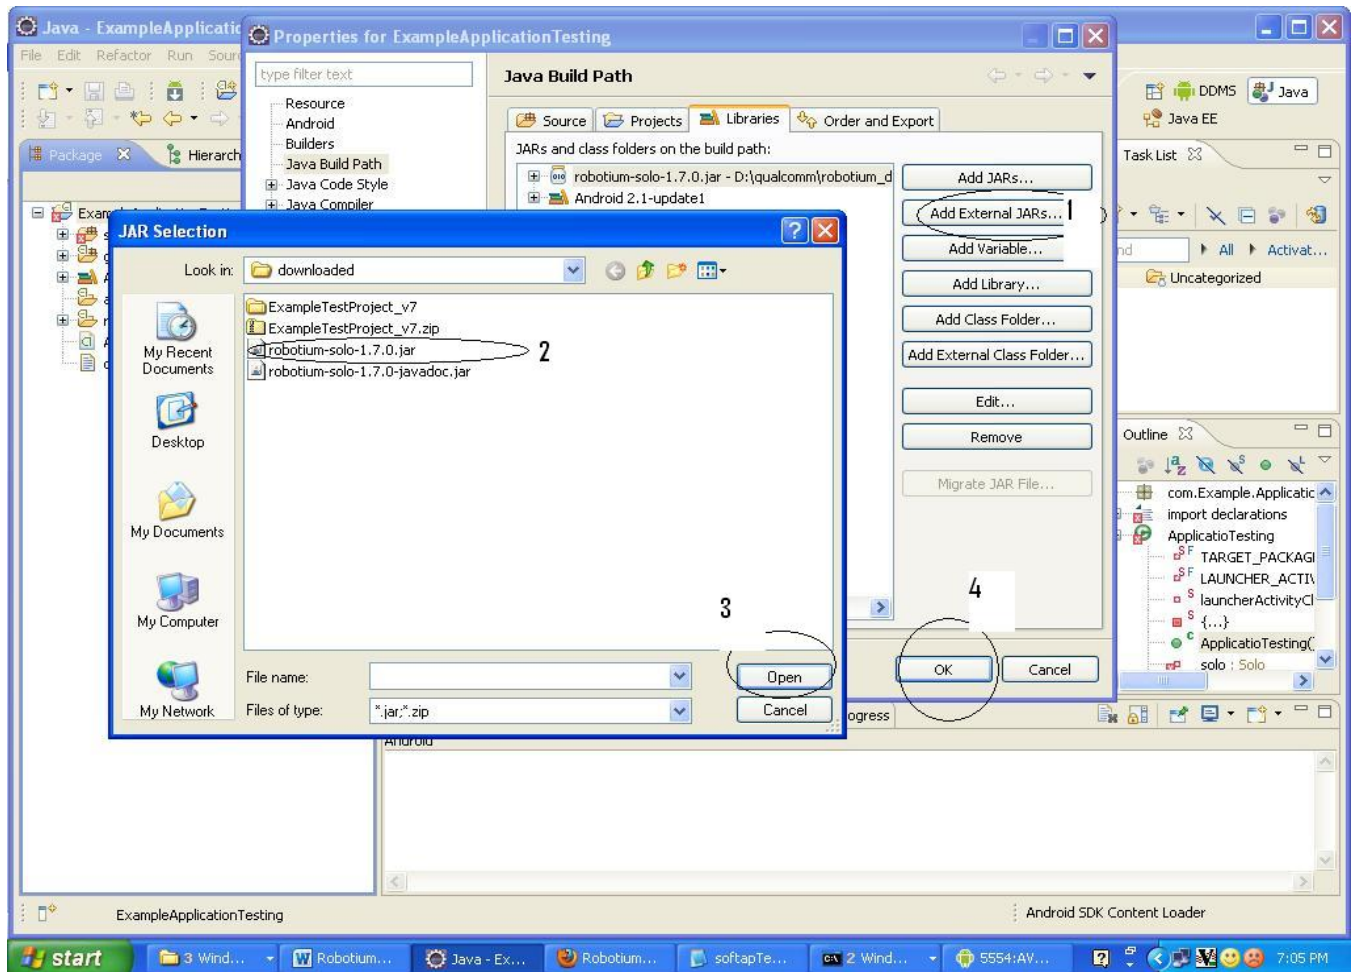 Java - ExampleApplicatic
Properties for ExampleApplicationTesting
File Edit Refactor Run Sour
type filter text
Java Build Path
Resource
Android
Builders
Java Build Path
Java Code Style
Java Compiler
Source Projects Libraries Order and Export
JARs and class folders on the build path:
robotium-solo-1.7.0.jar - D:\qualcomm\robotium_d
Android 2.1-update1
Add JARs...
Add External JARs...
1
Add Variable...
Add Library...
Add Class Folder...
Add External Class Folder...
Edit...
Remove
Migrate JAR File...
4
OK Cancel
DDMS Java
Java EE
Package Hierarch
Exam
Task List
nd All Activat...
Uncategorized
Outline
com.Example.Applicatic
import declarations
ApplicatioTesting
TARGET_PACKAGI
LAUNCHER_ACTIV
launcherActivityCl
{...}
ApplicatioTesting(
solo : Solo
JAR Selection
Look in: downloaded
My Recent Documents
Desktop
My Documents
My Computer
My Network
ExampleTestProject_v7
ExampleTestProject_v7.zip
robotium-solo-1.7.0.jar
2
robotium-solo-1.7.0-javadoc.jar
3
File name: Open
Files of type: *.jar;*.zip Cancel
ogress
Android
ExampleApplicationTesting
Android SDK Content Loader
start 3 Wind... Robotium... Java - Ex... Robotium... softapTe... 2 Wind... 5554:AV... 7:05 PM